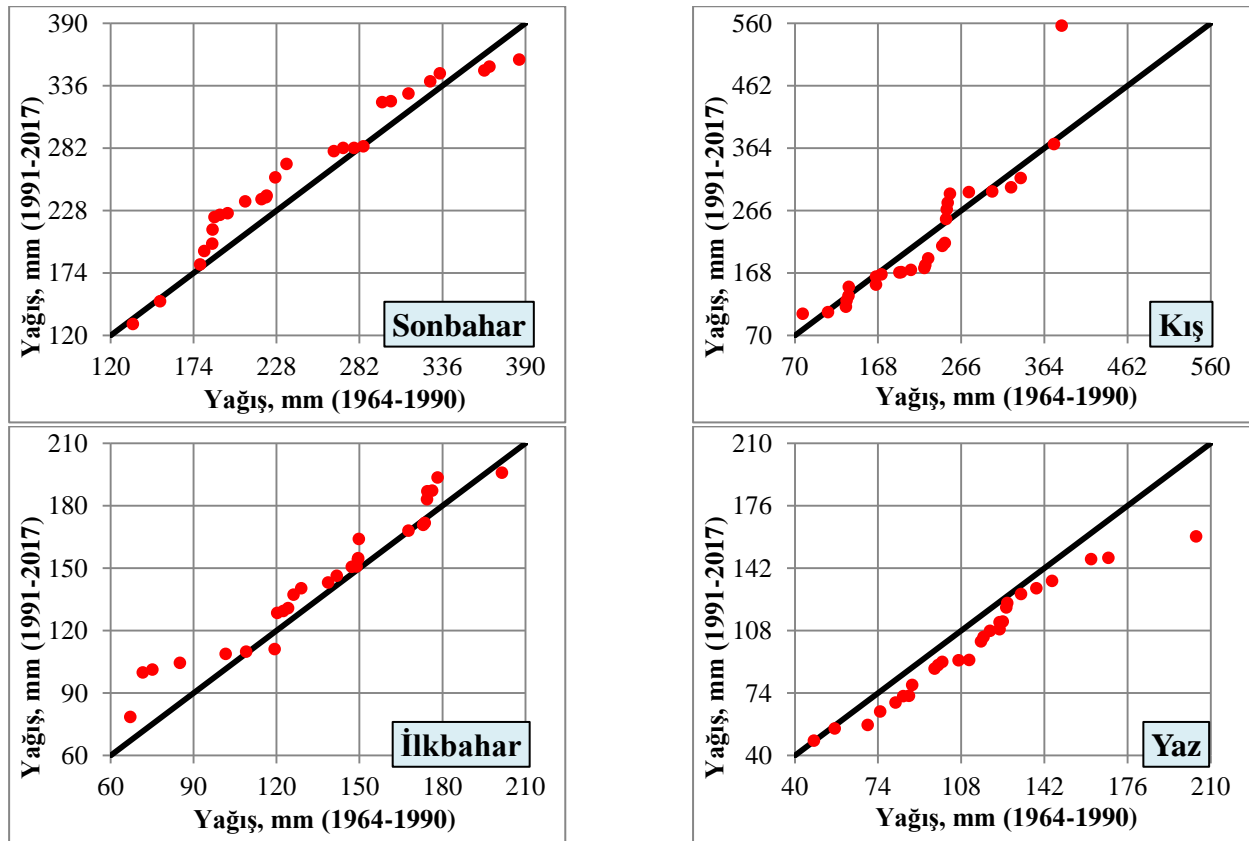 390
336
282
228
174
120
Yağış, mm (1991-2017)
Sonbahar
120 174 228 282 336 390
Yağış, mm (1964-1990)
560
462
364
266
168
70
Yağış, mm (1991-2017)
Kış
70 168 266 364 462 560
Yağış, mm (1964-1990)
210
180
150
120
90
60
Yağış, mm (1991-2017)
İlkbahar
60 90 120 150 180 210
Yağış, mm (1964-1990)
210
176
142
108
74
40
Yağış, mm (1991-2017)
Yaz
40 74 108 142 176 210
Yağış, mm (1964-1990)